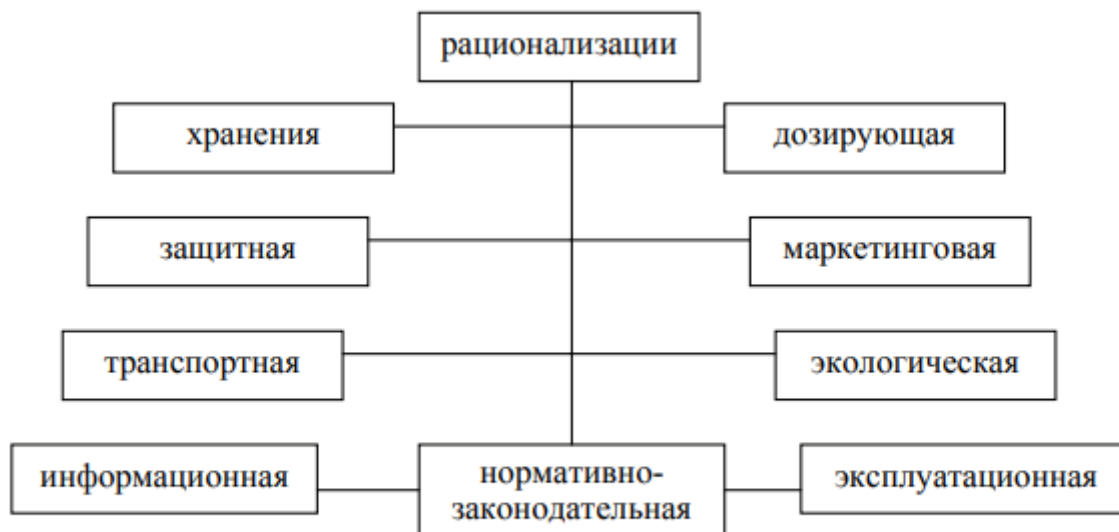 рационализации
хранения
дозирующая
защитная
маркетинговая
транспортная
экологическая
информационная
нормативно-
законодательная
эксплуатационная